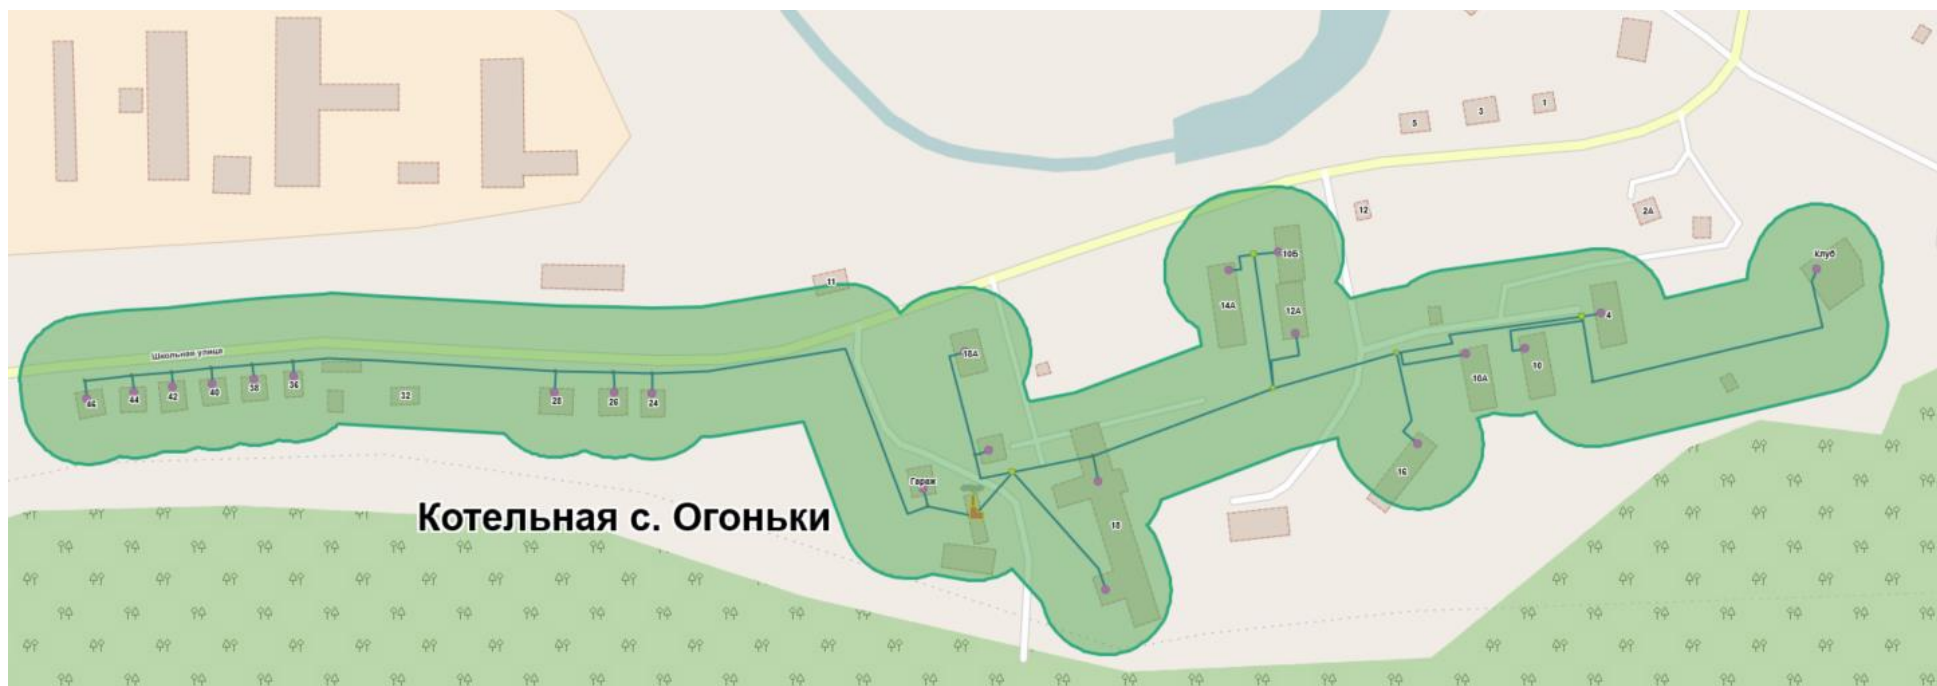 1
3
5
12
2А
Клуб
10Б
11
14А
12А
4
Школьная улица
18А
10
10А
36
38
40
42
44
46
32
28
26
24
16
Гараж
Котельная с. Огоньки
18